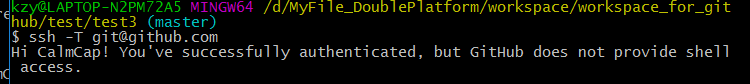 kzy@LAPTOP-N2PM72A5 MINGW64 /d/MyFile_DoublePlatform/workspace/workspace_for_git
hub/test/test3 (master)
$ ssh -T git@github.com
Hi CalmCap! You've successfully authenticated, but GitHub does not provide shell
 access.